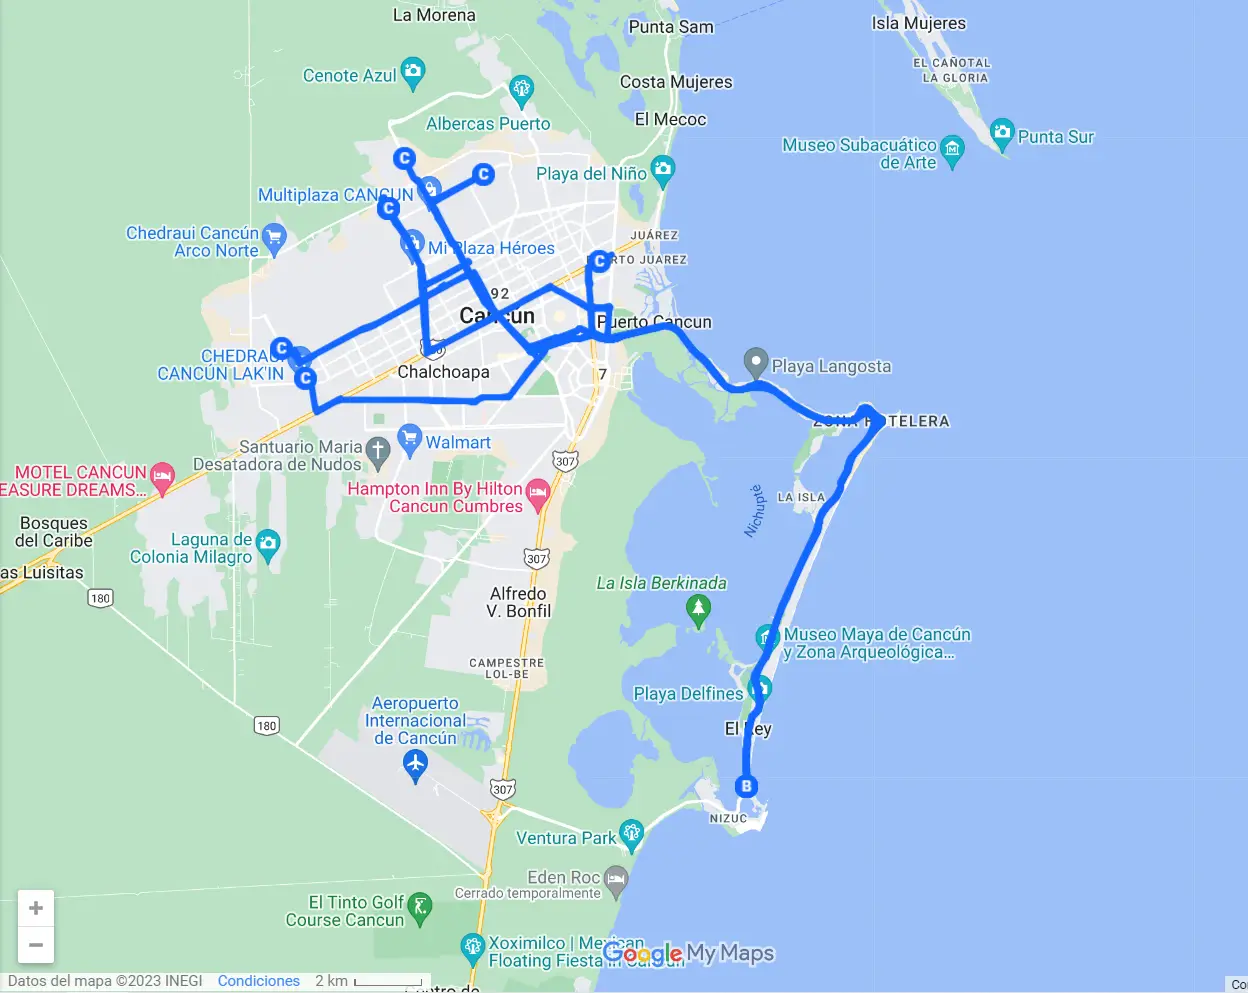 La Morena
Punta Sam
Isla Mujeres
EL CAÑOTAL
LA GLORIA
Cenote Azul
Costa Mujeres
Albercas Puerto
El Mecoc
Museo Subacuático
de Arte
Punta Sur
C
C
Playa del Niño
Multiplaza CANCUN
C
Chedraui Cancún
Arco Norte
Mi Plaza Héroes
JUÁREZ
C
RTO JUAREZ
92
Cancún
Puerto Cancun
C
CHEDRAUI
CANCÚN LAK'IN
C
Chalchoapa
7
Playa Langosta
ZONA HOTELERA
Santuario Maria
Desatadora de Nudos
Walmart
307
MOTEL CANCUN
EASURE DREAMS...
Hampton Inn By Hilton
Cancun Cumbres
LA ISLA
Nichupté
Bosques
del Caribe
Laguna de
Colonia Milagro
307
as Luisitas
180
Alfredo
V. Bonfil
La Isla Berkinada
Museo Maya de Cancún
y Zona Arqueológica...
CAMPESTRE
LOL-BE
Playa Delfines
Aeropuerto
Internacional
de Cancún
180
El Rey
307
B
NIZUC
Ventura Park
Eden Roc
Cerrado temporalmente
El Tinto Golf
Course Cancun
Xoximilco | Mexican
Floating Fiesta in Cancun
Google My Maps
+
−
Datos del mapa ©2023 INEGI Condiciones 2 km
Co